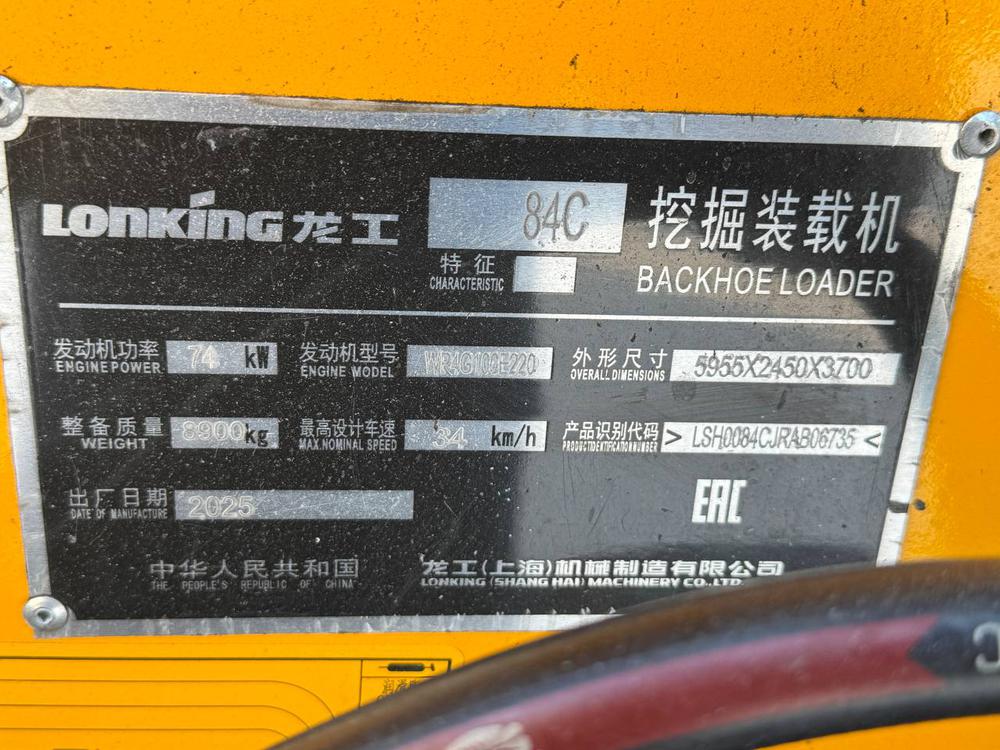 LONKING 龙工 84C 挖掘装载机
特征
CHARACTERISTIC
BACKHOE LOADER
发动机功率 74 kW
ENGINE POWER
发动机型号 WR4G100E220
ENGINE MODEL
外形尺寸 5955X2450X3700
OVERALL DIMENSIONS
整备质量 8900kg
WEIGHT
最高设计车速 34 km/h
MAX NOMINAL SPEED
产品识别代码 > LSH0084CJRAB06735 <
PRODUCT IDENTIFICATION NUMBER
出厂日期 2025
DATE OF MANUFACTURE
EAC
中华人民共和国
THE PEOPLE'S REPUBLIC OF CHINA
龙工(上海)机械制造有限公司
LONKING (SHANG HAI) MACHINERY CO.,LTD